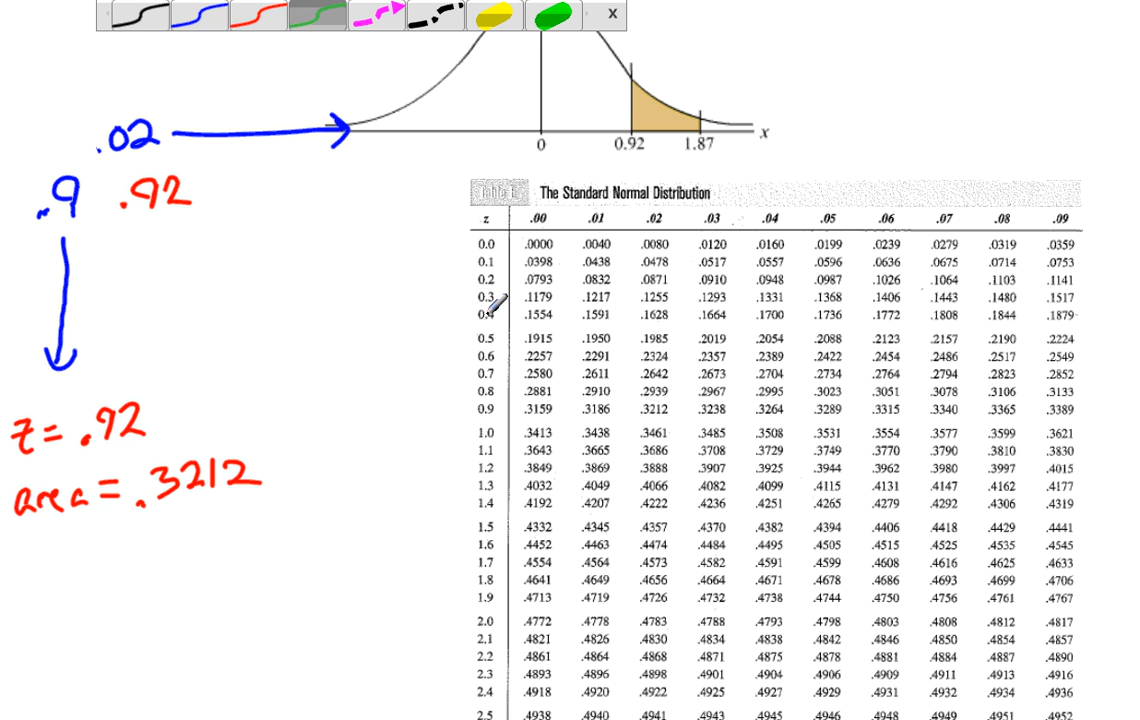 x
0 0.92 1.87 x
.02
.9 .92
z = .92
area = .3212
The Standard Normal Distribution
z .00 .01 .02 .03 .04 .05 .06 .07 .08 .09
0.0 .0000 .0040 .0080 .0120 .0160 .0199 .0239 .0279 .0319 .0359
0.1 .0398 .0438 .0478 .0517 .0557 .0596 .0636 .0675 .0714 .0753
0.2 .0793 .0832 .0871 .0910 .0948 .0987 .1026 .1064 .1103 .1141
0.3 .1179 .1217 .1255 .1293 .1331 .1368 .1406 .1443 .1480 .1517
0.4 .1554 .1591 .1628 .1664 .1700 .1736 .1772 .1808 .1844 .1879
0.5 .1915 .1950 .1985 .2019 .2054 .2088 .2123 .2157 .2190 .2224
0.6 .2257 .2291 .2324 .2357 .2389 .2422 .2454 .2486 .2517 .2549
0.7 .2580 .2611 .2642 .2673 .2704 .2734 .2764 .2794 .2823 .2852
0.8 .2881 .2910 .2939 .2967 .2995 .3023 .3051 .3078 .3106 .3133
0.9 .3159 .3186 .3212 .3238 .3264 .3289 .3315 .3340 .3365 .3389
1.0 .3413 .3438 .3461 .3485 .3508 .3531 .3554 .3577 .3599 .3621
1.1 .3643 .3665 .3686 .3708 .3729 .3749 .3770 .3790 .3810 .3830
1.2 .3849 .3869 .3888 .3907 .3925 .3944 .3962 .3980 .3997 .4015
1.3 .4032 .4049 .4066 .4082 .4099 .4115 .4131 .4147 .4162 .4177
1.4 .4192 .4207 .4222 .4236 .4251 .4265 .4279 .4292 .4306 .4319
1.5 .4332 .4345 .4357 .4370 .4382 .4394 .4406 .4418 .4429 .4441
1.6 .4452 .4463 .4474 .4484 .4495 .4505 .4515 .4525 .4535 .4545
1.7 .4554 .4564 .4573 .4582 .4591 .4599 .4608 .4616 .4625 .4633
1.8 .4641 .4649 .4656 .4664 .4671 .4678 .4686 .4693 .4699 .4706
1.9 .4713 .4719 .4726 .4732 .4738 .4744 .4750 .4756 .4761 .4767
2.0 .4772 .4778 .4783 .4788 .4793 .4798 .4803 .4808 .4812 .4817
2.1 .4821 .4826 .4830 .4834 .4838 .4842 .4846 .4850 .4854 .4857
2.2 .4861 .4864 .4868 .4871 .4875 .4878 .4881 .4884 .4887 .4890
2.3 .4893 .4896 .4898 .4901 .4904 .4906 .4909 .4911 .4913 .4916
2.4 .4918 .4920 .4922 .4925 .4927 .4929 .4931 .4932 .4934 .4936
2.5 .4938 .4940 .4941 .4943 .4945 .4946 .4948 .4949 .4951 .4952